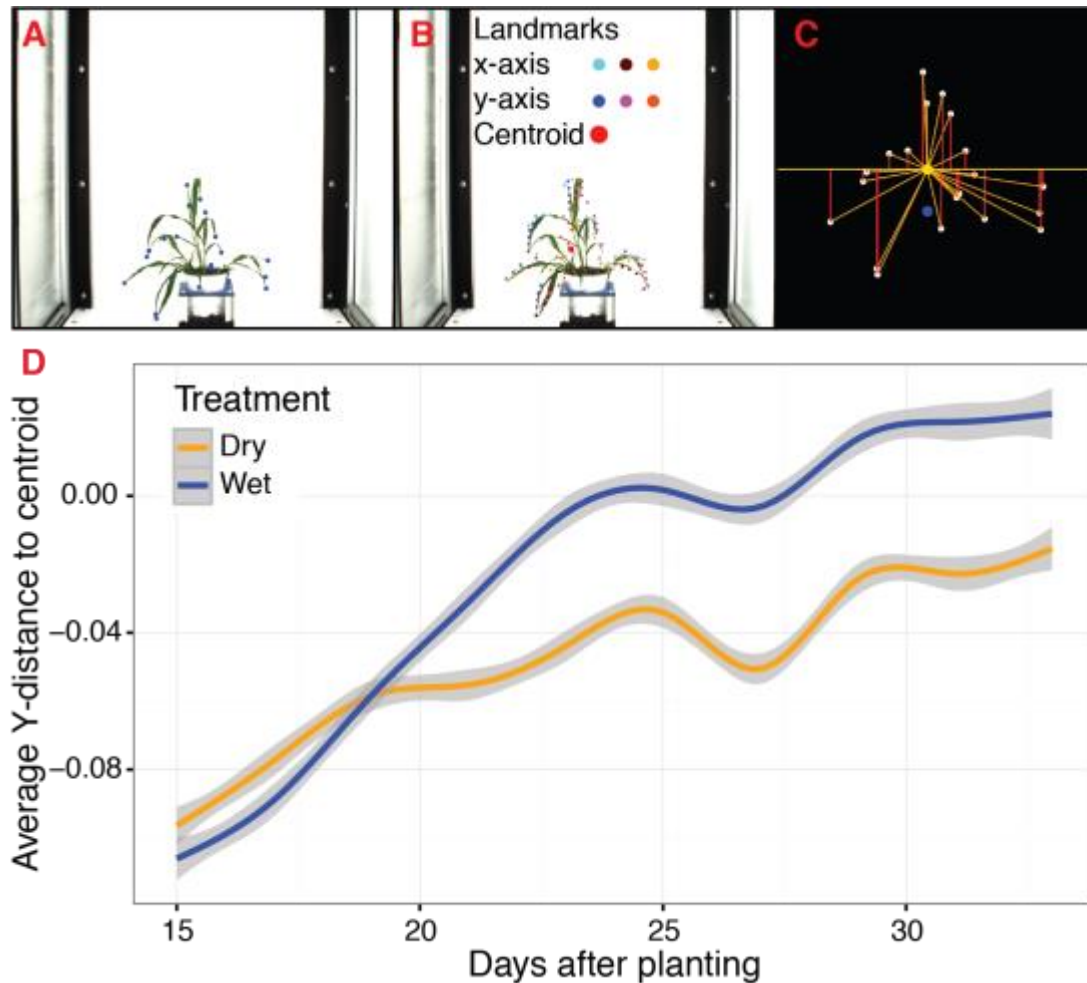 A
B
Landmarks
x-axis
y-axis
Centroid
C
D
Treatment
Dry
Wet
Average Y-distance to centroid
0.00
−0.04
−0.08
15 20 25 30
Days after planting